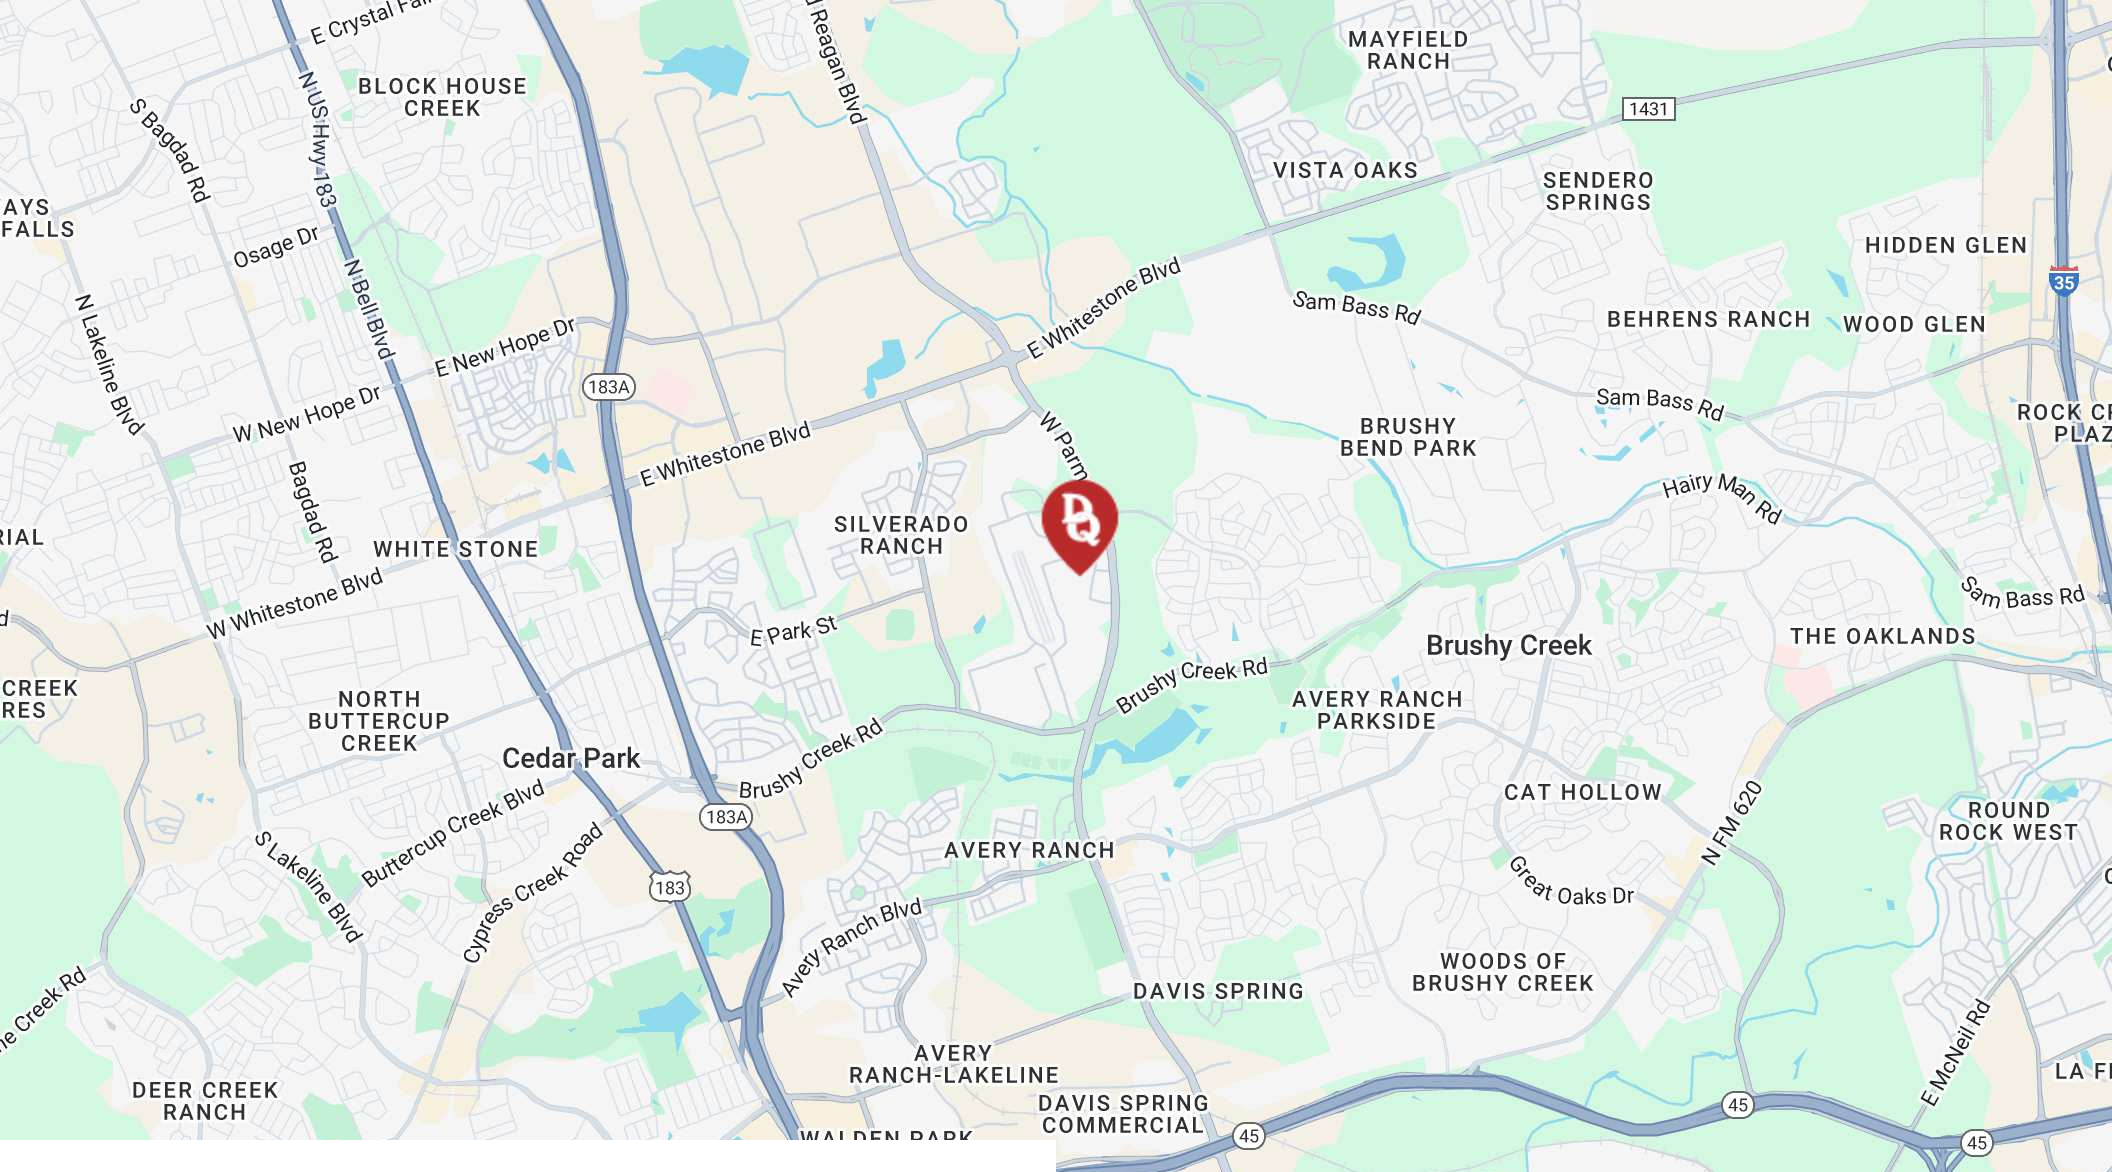 E Crystal Fal
d Reagan Blvd
MAYFIELD
RANCH
BLOCK HOUSE
CREEK
N US Hwy 183
S Bagdad Rd
1431
VISTA OAKS
SENDERO
SPRINGS
AYS
FALLS
Osage Dr
HIDDEN GLEN
35
N Bell Blvd
E Whitestone Blvd
Sam Bass Rd
BEHRENS RANCH
WOOD GLEN
N Lakeline Blvd
E New Hope Dr
183A
W New Hope Dr
Sam Bass Rd
ROCK CR
PLAZ
W Parm
BRUSHY
BEND PARK
E Whitestone Blvd
Bagdad Rd
Hairy Man Rd
DQ
SILVERADO
RANCH
RIAL
WHITE STONE
W Whitestone Blvd
Sam Bass Rd
d
E Park St
THE OAKLANDS
Brushy Creek
Brushy Creek Rd
CREEK
RES
NORTH
BUTTERCUP
CREEK
AVERY RANCH
PARKSIDE
Cedar Park
Brushy Creek Rd
CAT HOLLOW
183A
Buttercup Creek Blvd
N FM 620
ROUND
ROCK WEST
S Lakeline Blvd
Cypress Creek Road
AVERY RANCH
183
Great Oaks Dr
Avery Ranch Blvd
WOODS OF
BRUSHY CREEK
DAVIS SPRING
ne Creek Rd
E McNeil Rd
AVERY
RANCH-LAKELINE
DEER CREEK
RANCH
LA F
DAVIS SPRING
COMMERCIAL
45
WALDEN PARK
45
45